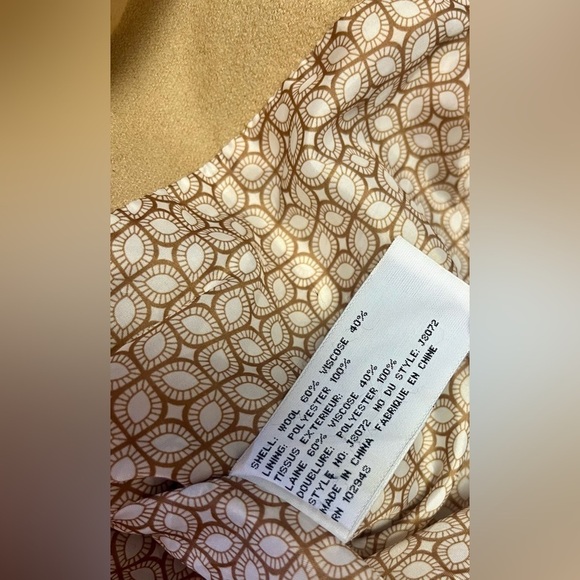 SHELL: WOOL 60% VISCOSE 40%
LINING: POLYESTER 100%
TISSUS EXTERIEUR:
LAINE 60% VISCOSE 40%
DOUBLURE: POLYESTER 100%
STYLE NO: J8072 NO DU STYLE: J8072
MADE IN CHINA FABRIQUE EN CHINE
RN 102948